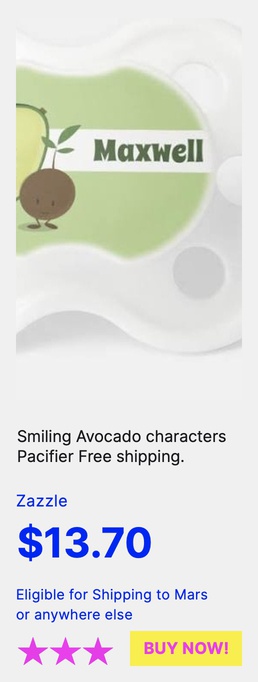 Maxwell
Smiling Avocado characters
Pacifier Free shipping.
Zazzle
$13.70
Eligible for Shipping to Mars
or anywhere else
BUY NOW!